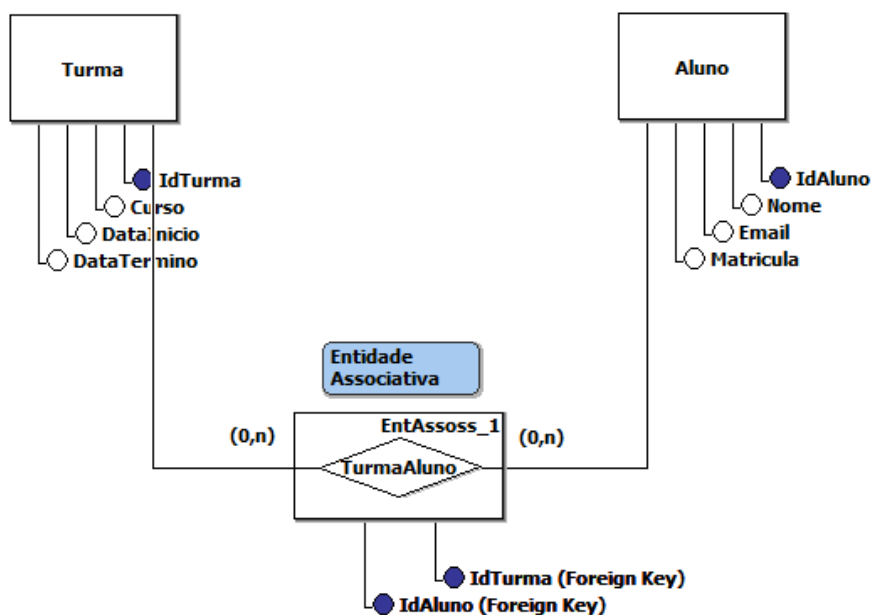 Turma
Aluno
IdTurma
Curso
DataInicio
DataTermino
IdAluno
Nome
Email
Matricula
Entidade
Associativa
EntAssoss_1
(0,n)
(0,n)
TurmaAluno
IdTurma (Foreign Key)
IdAluno (Foreign Key)